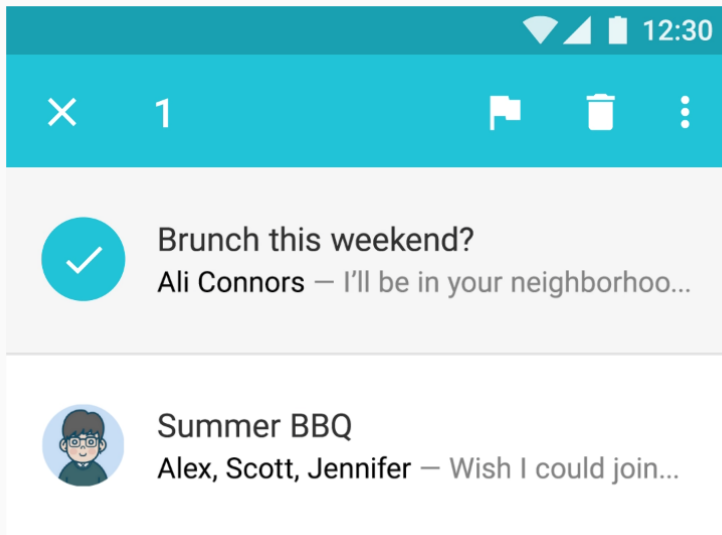 12:30
1
Brunch this weekend?
Ali Connors — I’ll be in your neighborhoo...
Summer BBQ
Alex, Scott, Jennifer — Wish I could join...